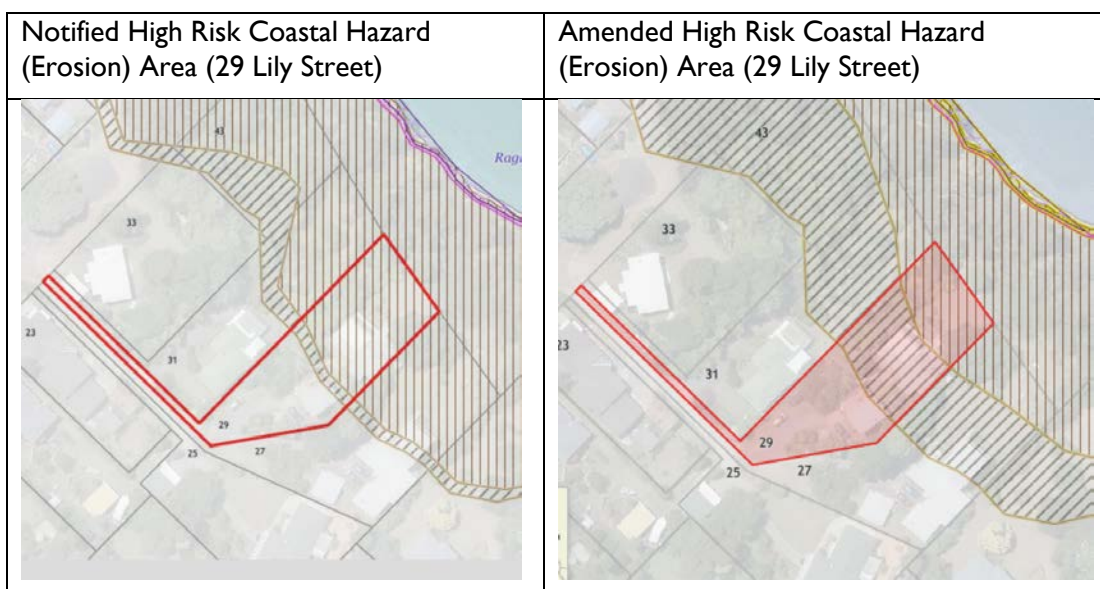 Notified High Risk Coastal Hazard
(Erosion) Area (29 Lily Street)
Amended High Risk Coastal Hazard
(Erosion) Area (29 Lily Street)
43
Rag
33
23
31
29
25
27
43
33
23
31
29
25
27